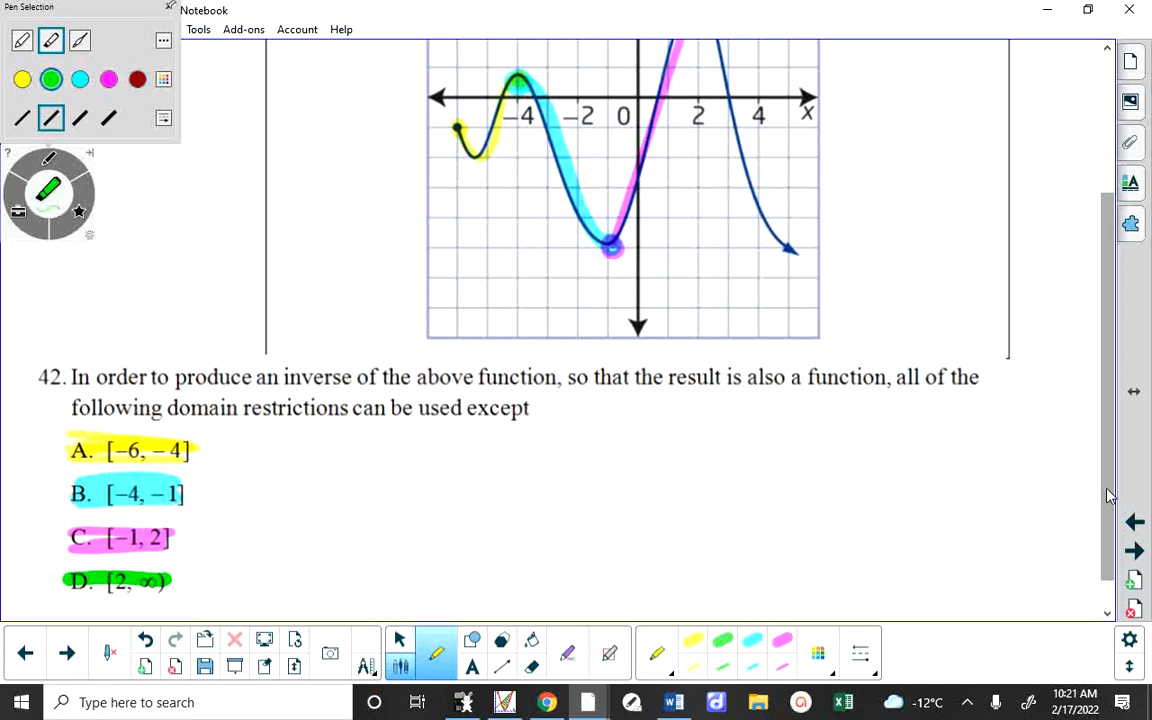 Pen Selection
Notebook
Tools Add-ons Account Help
-4 -2 0 2 4 x
42. In order to produce an inverse of the above function, so that the result is also a function, all of the
following domain restrictions can be used except
A. [–6, – 4]
B. [–4, – 1]
C. [–1, 2]
D. [2, ∞)
Type here to search
-12°C
10:21 AM
2/17/2022